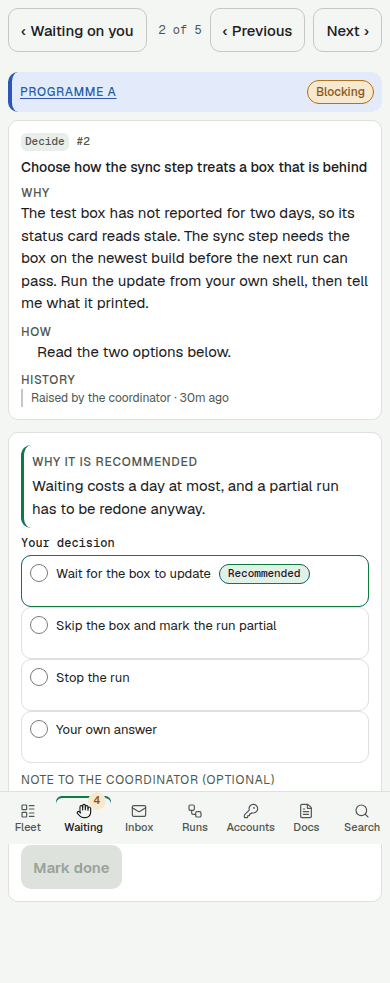 ‹ Waiting on you 2 of 5 ‹ Previous Next ›
PROGRAMME A Blocking
Decide #2
Choose how the sync step treats a box that is behind
WHY
The test box has not reported for two days, so its
status card reads stale. The sync step needs the
box on the newest build before the next run can
pass. Run the update from your own shell, then tell
me what it printed.
HOW
Read the two options below.
HISTORY
Raised by the coordinator · 30m ago
WHY IT IS RECOMMENDED
Waiting costs a day at most, and a partial run
has to be redone anyway.
Your decision
Wait for the box to update Recommended
Skip the box and mark the run partial
Stop the run
Your own answer
NOTE TO THE COORDINATOR (OPTIONAL)
4
Fleet Waiting Inbox Runs Accounts Docs Search
Mark done